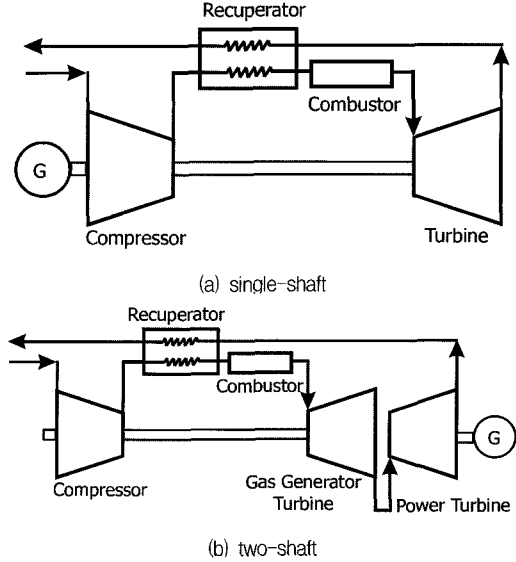 Recuperator
Combustor
G
Compressor
Turbine
(a) single-shaft
Recuperator
Combustor
G
Compressor
Gas Generator
Turbine
Power Turbine
(b) two-shaft